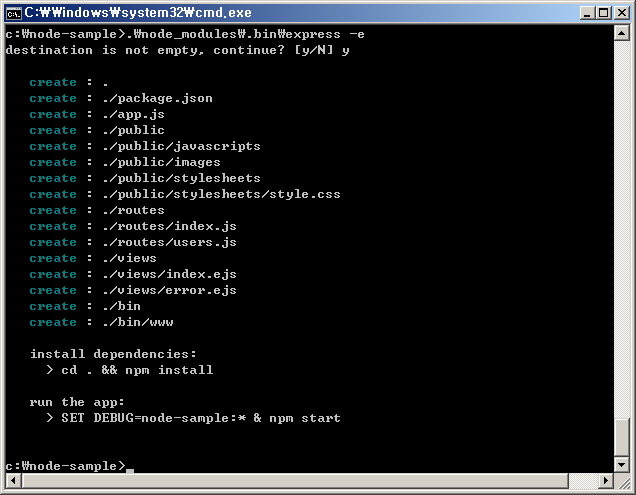 C:₩Windows₩system32₩cmd.exe
c:₩node-sample>.₩node_modules₩.bin₩express -e
destination is not empty, continue? [y/N] y
create : .
create : ./package.json
create : ./app.js
create : ./public
create : ./public/javascripts
create : ./public/images
create : ./public/stylesheets
create : ./public/stylesheets/style.css
create : ./routes
create : ./routes/index.js
create : ./routes/users.js
create : ./views
create : ./views/index.ejs
create : ./views/error.ejs
create : ./bin
create : ./bin/www
install dependencies:
> cd . && npm install
run the app:
> SET DEBUG=node-sample:* & npm start
c:₩node-sample>